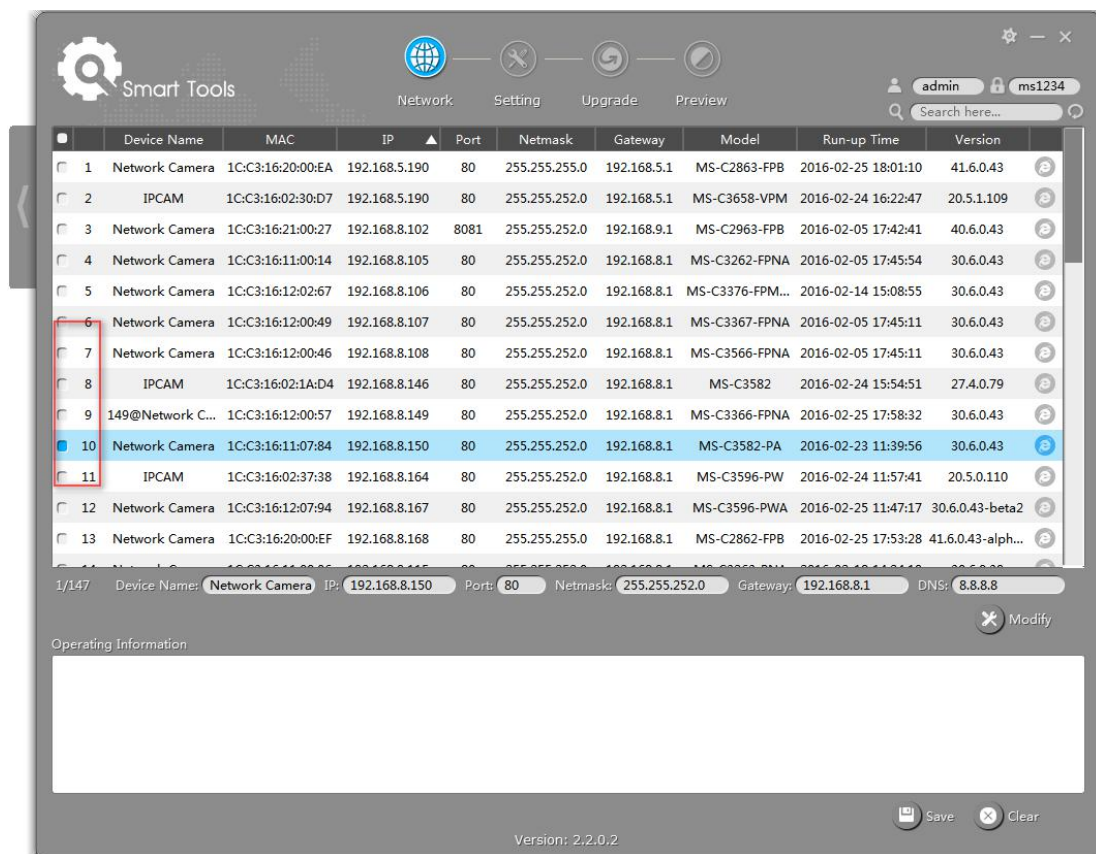 Smart Tools
Network Setting Upgrade Preview
admin ms1234
Search here...
Device Name MAC IP Port Netmask Gateway Model Run-up Time Version
1 Network Camera 1C:C3:16:20:00:EA 192.168.5.190 80 255.255.255.0 192.168.5.1 MS-C2863-FPB 2016-02-25 18:01:10 41.6.0.43
2 IPCAM 1C:C3:16:02:30:D7 192.168.5.190 80 255.255.255.0 192.168.5.1 MS-C3658-VPM 2016-02-24 16:22:47 20.5.1.109
3 Network Camera 1C:C3:16:21:00:27 192.168.8.102 8081 255.255.252.0 192.168.9.1 MS-C2963-FPB 2016-02-05 17:42:41 40.6.0.43
4 Network Camera 1C:C3:16:11:00:14 192.168.8.105 80 255.255.252.0 192.168.8.1 MS-C3262-FPNA 2016-02-05 17:45:54 30.6.0.43
5 Network Camera 1C:C3:16:12:02:67 192.168.8.106 80 255.255.252.0 192.168.8.1 MS-C3376-FPM... 2016-02-14 15:08:55 30.6.0.43
6 Network Camera 1C:C3:16:12:00:49 192.168.8.107 80 255.255.252.0 192.168.8.1 MS-C3367-FPNA 2016-02-05 17:45:11 30.6.0.43
7 Network Camera 1C:C3:16:12:00:46 192.168.8.108 80 255.255.252.0 192.168.8.1 MS-C3566-FPNA 2016-02-05 17:45:11 30.6.0.43
8 IPCAM 1C:C3:16:02:1A:D4 192.168.8.146 80 255.255.252.0 192.168.8.1 MS-C3582 2016-02-24 15:54:51 27.4.0.79
9 149@Network C... 1C:C3:16:12:00:57 192.168.8.149 80 255.255.252.0 192.168.8.1 MS-C3366-FPNA 2016-02-25 17:58:32 30.6.0.43
10 Network Camera 1C:C3:16:11:07:84 192.168.8.150 80 255.255.252.0 192.168.8.1 MS-C3582-PA 2016-02-23 11:39:56 30.6.0.43
11 IPCAM 1C:C3:16:02:37:38 192.168.8.164 80 255.255.252.0 192.168.8.1 MS-C3596-PW 2016-02-24 11:57:41 20.5.0.110
12 Network Camera 1C:C3:16:12:07:94 192.168.8.167 80 255.255.252.0 192.168.8.1 MS-C3596-PWA 2016-02-25 11:47:17 30.6.0.43-beta2
13 Network Camera 1C:C3:16:20:00:EF 192.168.8.168 80 255.255.252.0 192.168.8.1 MS-C2862-FPB 2016-02-25 17:53:28 41.6.0.43-alph...
1/147 Device Name: Network Camera IP: 192.168.8.150 Port: 80 Netmask: 255.255.252.0 Gateway: 192.168.8.1 DNS: 8.8.8.8
Modify
Operating Information
Save Clear
Version: 2.2.0.2